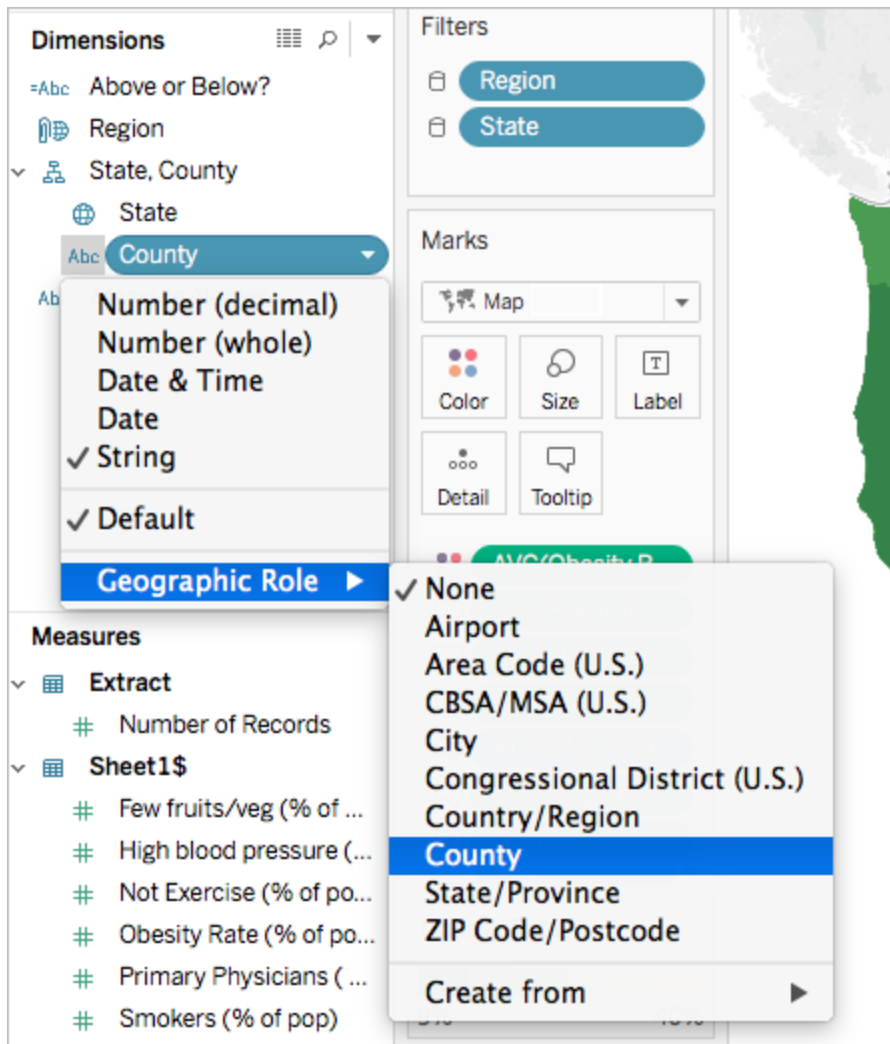 Dimensions
=Abc Above or Below?
Region
State, County
State
Abc County
Ab
Number (decimal)
Number (whole)
Date & Time
Date
✓ String
✓ Default
Geographic Role ▶
Measures
Extract
# Number of Records
Sheet1$
# Few fruits/veg (% of ...
# High blood pressure (...
# Not Exercise (% of po...
# Obesity Rate (% of po...
# Primary Physicians ( ...
# Smokers (% of pop)
Filters
Region
State
Marks
Map
Color
Size
T
Label
Detail
Tooltip
AVG(Obesity R
✓ None
Airport
Area Code (U.S.)
CBSA/MSA (U.S.)
City
Congressional District (U.S.)
Country/Region
County
State/Province
ZIP Code/Postcode
Create from ▶